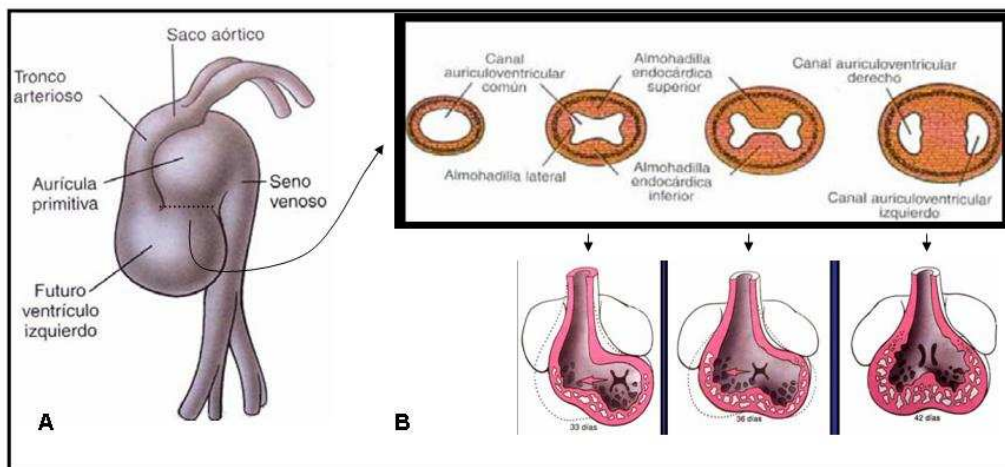 Saco aórtico
Tronco
arterioso
Aurícula
primitiva
Seno
venoso
Futuro
ventrículo
izquierdo
A
Canal
auriculoventricular
común
Almohadilla
endocárdica
superior
Canal auriculoventricular
derecho
Almohadilla lateral
Almohadilla
endocárdica
inferior
Canal auriculoventricular
izquierdo
B
33 días
36 días
42 días